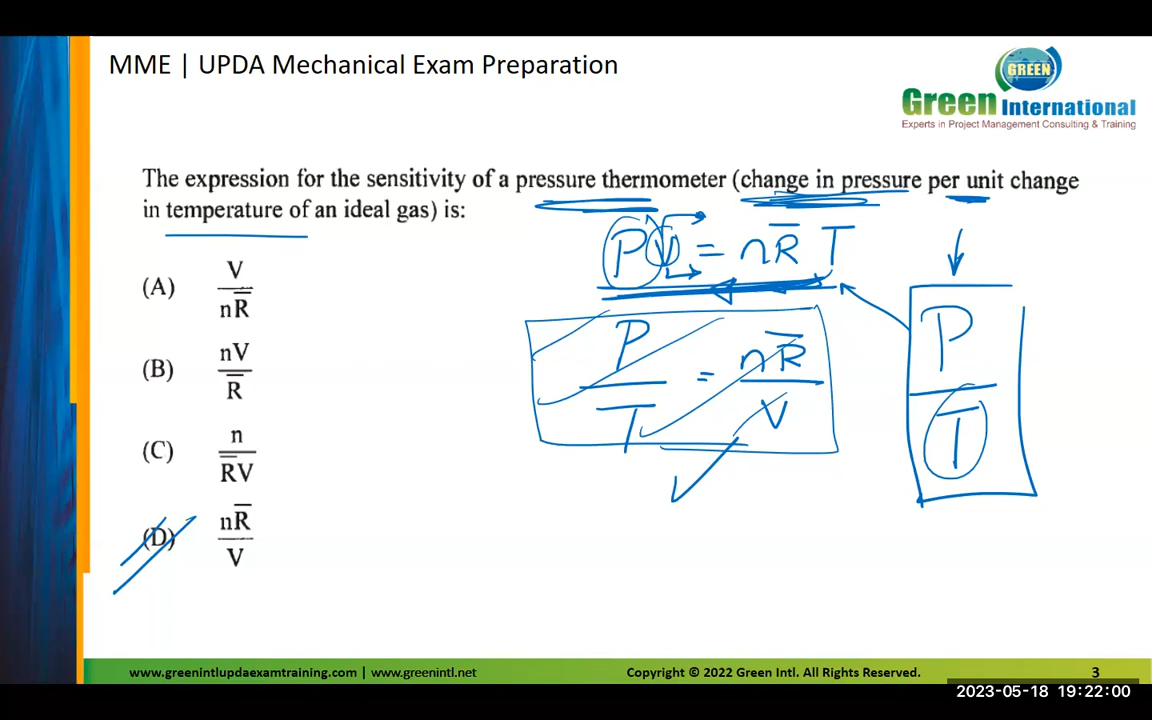 MME | UPDA Mechanical Exam Preparation
GREEN
Green International
Experts in Project Management Consulting & Training
The expression for the sensitivity of a pressure thermometer (change in pressure per unit change
in temperature of an ideal gas) is:
PV = nR̅ T
(A) V/nR̅
P/T = nR̅/V
P/T
(B) nV/R̅
(C) n/R̅V
(D) nR̅/V
www.greenintlupdaexamtraining.com | www.greenintl.net
Copyright © 2022 Green Intl. All Rights Reserved.
3
2023-05-18 19:22:00